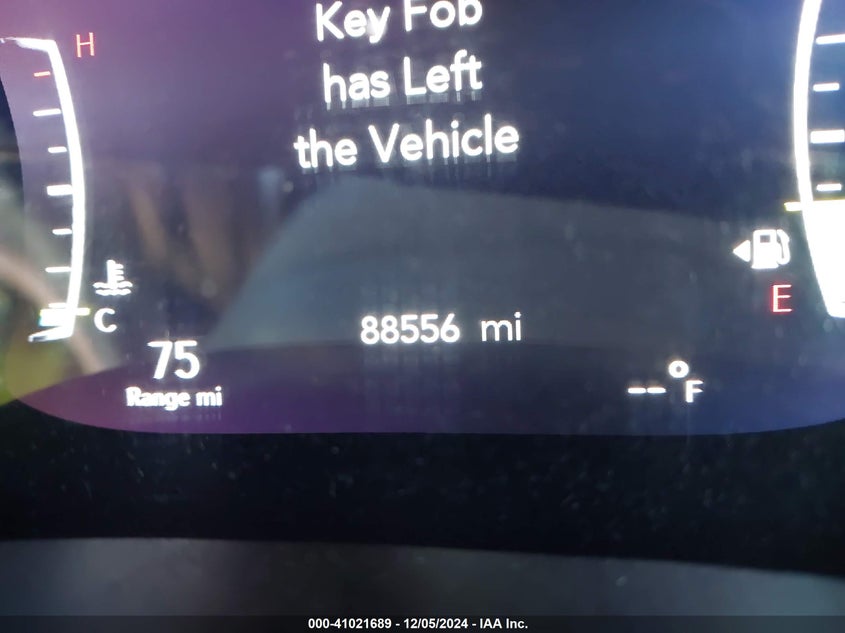 Key Fob
has Left
the Vehicle
H
C
E
88556 mi
75
Range mi
--°F
000-41021689 - 12/05/2024 - IAA Inc.